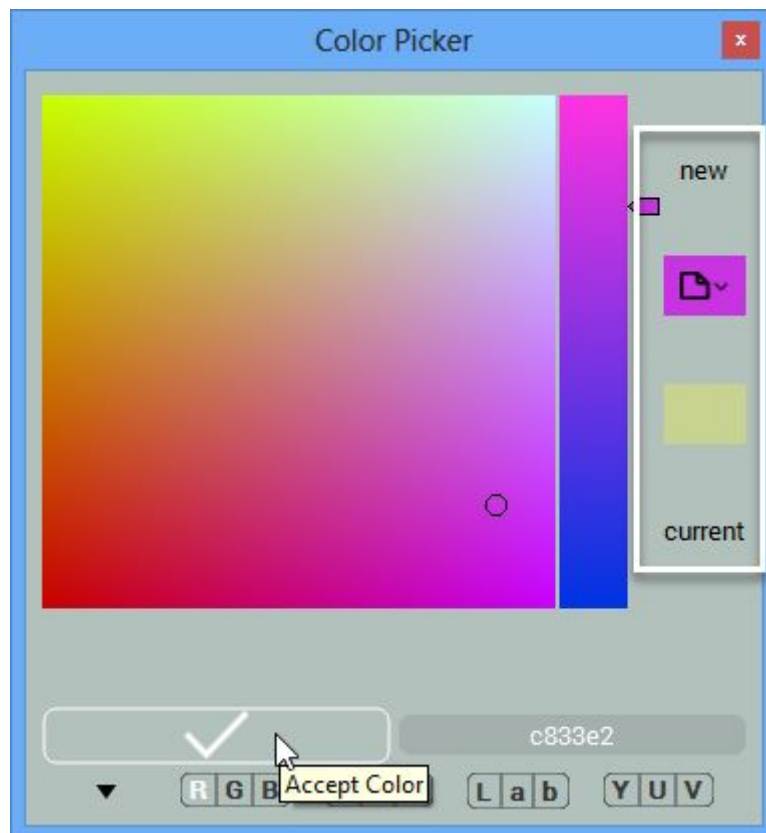 Color Picker
x
new
current
c833e2
Accept Color
R G B
L a b
Y U V